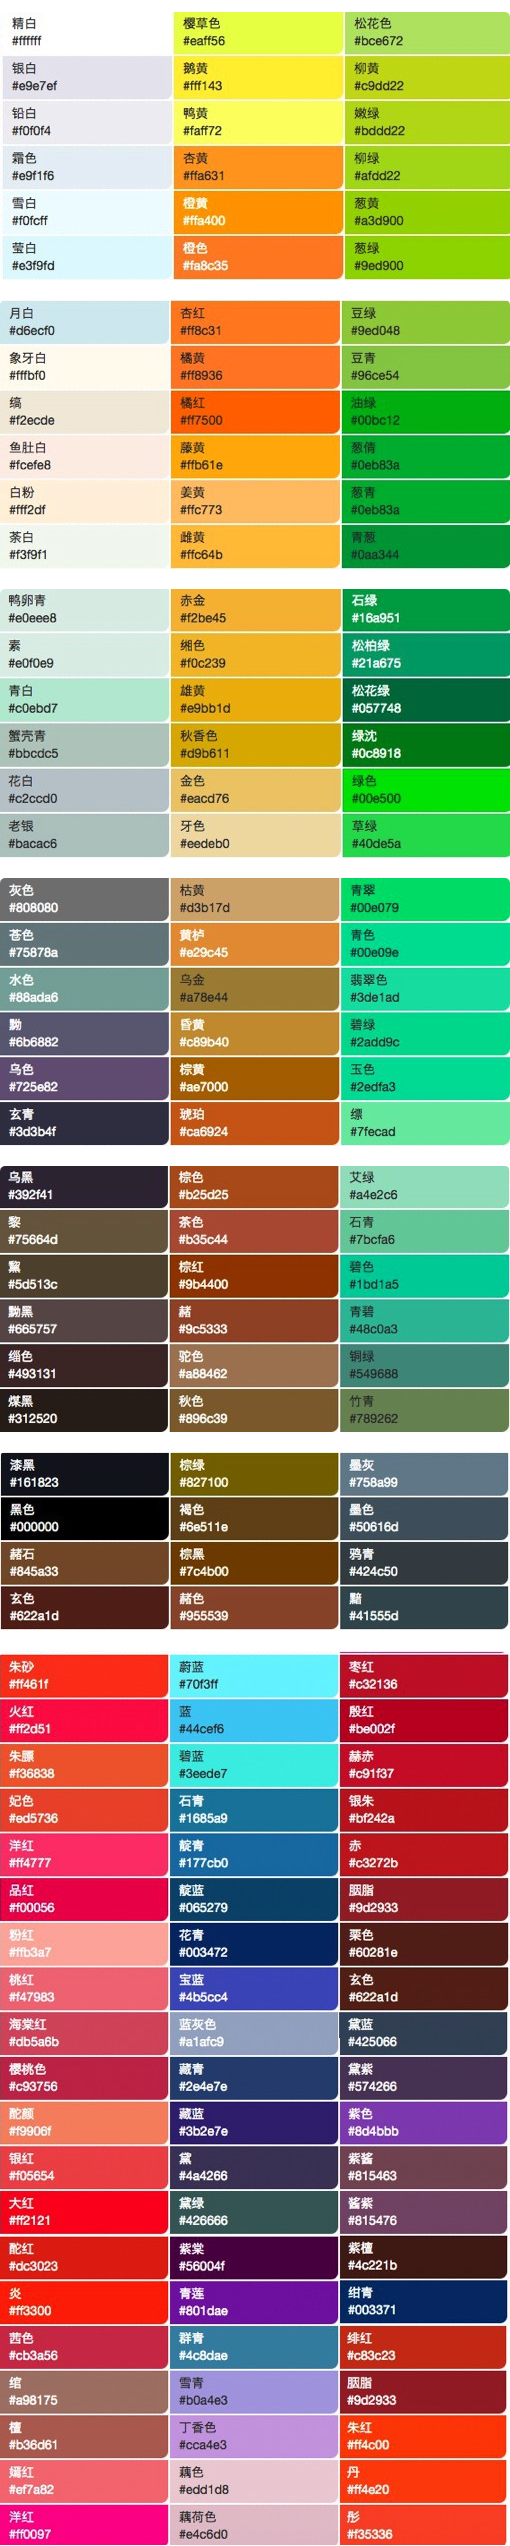 精白
#ffffff
银白
#e9e7ef
铅白
#f0f0f4
霜色
#e9f1f6
雪白
#f0fcff
莹白
#e3f9fd
樱草色
#eaff56
鹅黄
#fff143
鸭黄
#faff72
杏黄
#ffa631
橙黄
#ffa400
橙色
#fa8c35
松花色
#bce672
柳黄
#c9dd22
嫩绿
#bddd22
柳绿
#afdd22
葱黄
#a3d900
葱绿
#9ed900
月白
#d6ecf0
象牙白
#fffbf0
缟
#f2ecde
鱼肚白
#fcefe8
白粉
#fff2df
荼白
#f3f9f1
杏红
#ff8c31
橘黄
#ff8936
橘红
#ff7500
藤黄
#ffb61e
姜黄
#ffc773
雌黄
#ffc64b
豆绿
#9ed048
豆青
#96ce54
油绿
#00bc12
葱倩
#0eb83a
葱青
#0eb83a
青葱
#0aa344
鸭卵青
#e0eee8
素
#e0f0e9
青白
#c0ebd7
蟹壳青
#bbcdc5
花白
#c2ccd0
老银
#bacac6
赤金
#f2be45
缃色
#f0c239
雄黄
#e9bb1d
秋香色
#d9b611
金色
#eacd76
牙色
#eedeb0
石绿
#16a951
松柏绿
#21a675
松花绿
#057748
绿沈
#0c8918
绿色
#00e500
草绿
#40de5a
灰色
#808080
苍色
#75878a
水色
#88ada6
黝
#6b6882
乌色
#725e82
玄青
#3d3b4f
枯黄
#d3b17d
黄栌
#e29c45
乌金
#a78e44
昏黄
#c89b40
棕黄
#ae7000
琥珀
#ca6924
青翠
#00e079
青色
#00e09e
翡翠色
#3de1ad
碧绿
#2add9c
玉色
#2edfa3
缥
#7fecad
乌黑
#392f41
黎
#75664d
黧
#5d513c
黝黑
#665757
缁色
#493131
煤黑
#312520
棕色
#b25d25
茶色
#b35c44
棕红
#9b4400
赭
#9c5333
驼色
#a88462
秋色
#896c39
艾绿
#a4e2c6
石青
#7bcfa6
碧色
#1bd1a5
青碧
#48c0a3
铜绿
#549688
竹青
#789262
漆黑
#161823
黑色
#000000
赭石
#845a33
玄色
#622a1d
棕绿
#827100
褐色
#6e511e
棕黑
#7c4b00
赭色
#955539
墨灰
#758a99
墨色
#50616d
鸦青
#424c50
黯
#41555d
朱砂
#ff461f
火红
#ff2d51
朱膘
#f36838
妃色
#ed5736
洋红
#ff4777
品红
#f00056
粉红
#ffb3a7
桃红
#f47983
海棠红
#db5a6b
樱桃色
#c93756
酡颜
#f9906f
银红
#f05654
大红
#ff2121
酡红
#dc3023
炎
#ff3300
茜色
#cb3a56
绾
#a98175
檀
#b36d61
嫣红
#ef7a82
洋红
#ff0097
蔚蓝
#70f3ff
蓝
#44cef6
碧蓝
#3eede7
石青
#1685a9
靛青
#177cb0
靛蓝
#065279
花青
#003472
宝蓝
#4b5cc4
蓝灰色
#a1afc9
藏青
#2e4e7e
藏蓝
#3b2e7e
黛
#4a4266
黛绿
#426666
紫棠
#56004f
青莲
#801dae
群青
#4c8dae
雪青
#b0a4e3
丁香色
#cca4e3
藕色
#edd1d8
藕荷色
#e4c6d0
枣红
#c32136
殷红
#be002f
赫赤
#c91f37
银朱
#bf242a
赤
#c3272b
胭脂
#9d2933
栗色
#60281e
玄色
#622a1d
黛蓝
#425066
黛紫
#574266
紫色
#8d4bbb
紫酱
#815463
酱紫
#815476
紫檀
#4c221b
绀青
#003371
绯红
#c83c23
胭脂
#9d2933
朱红
#ff4c00
丹
#ff4e20
彤
#f35336